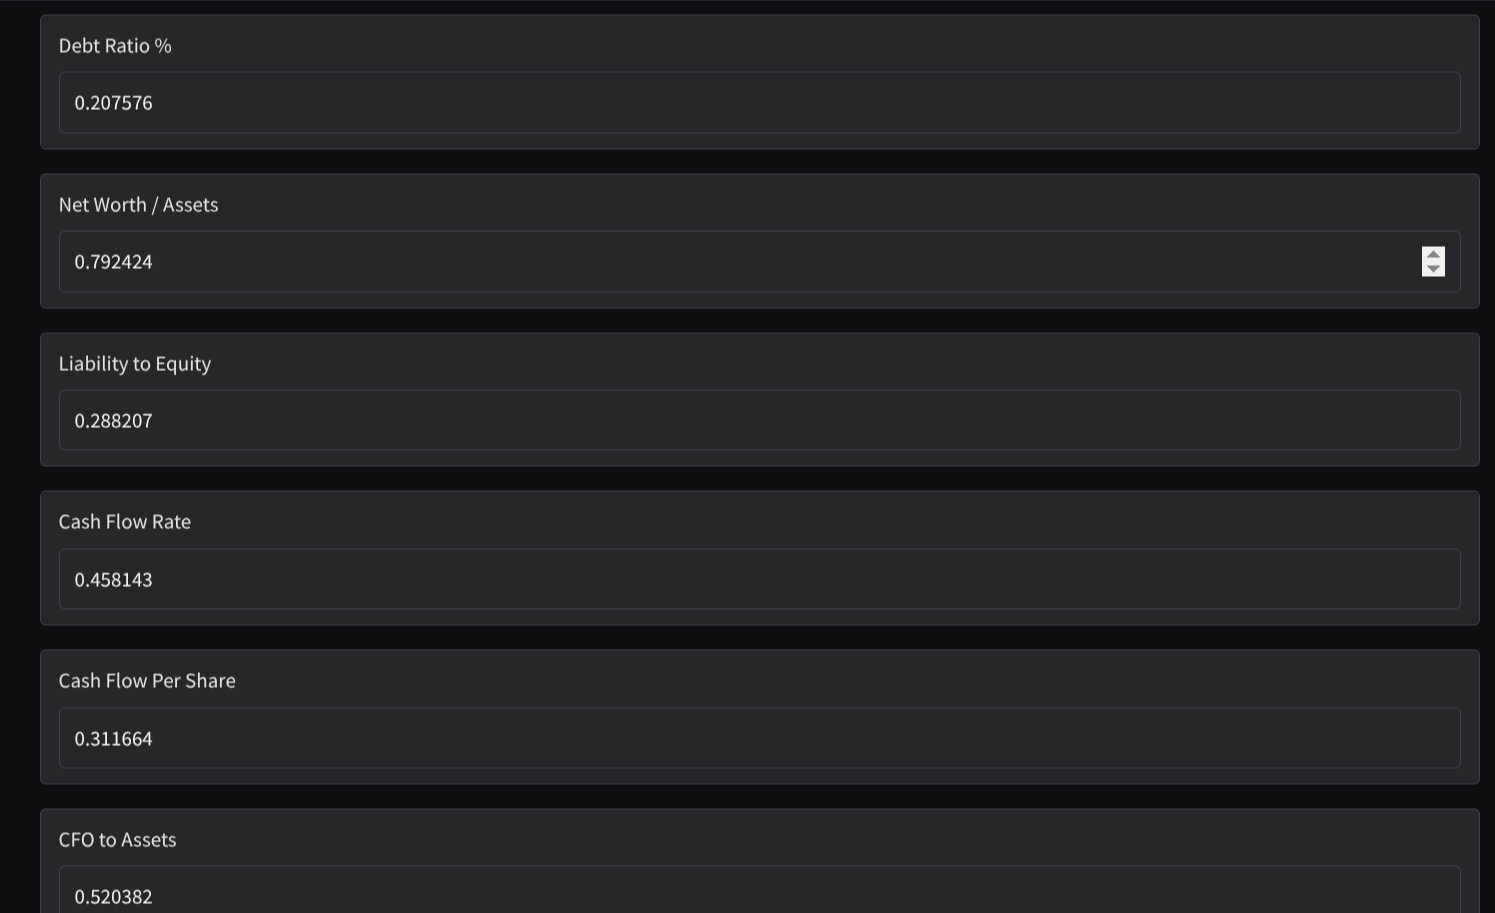 Debt Ratio %
0.207576
Net Worth / Assets
0.792424
Liability to Equity
0.288207
Cash Flow Rate
0.458143
Cash Flow Per Share
0.311664
CFO to Assets
0.520382